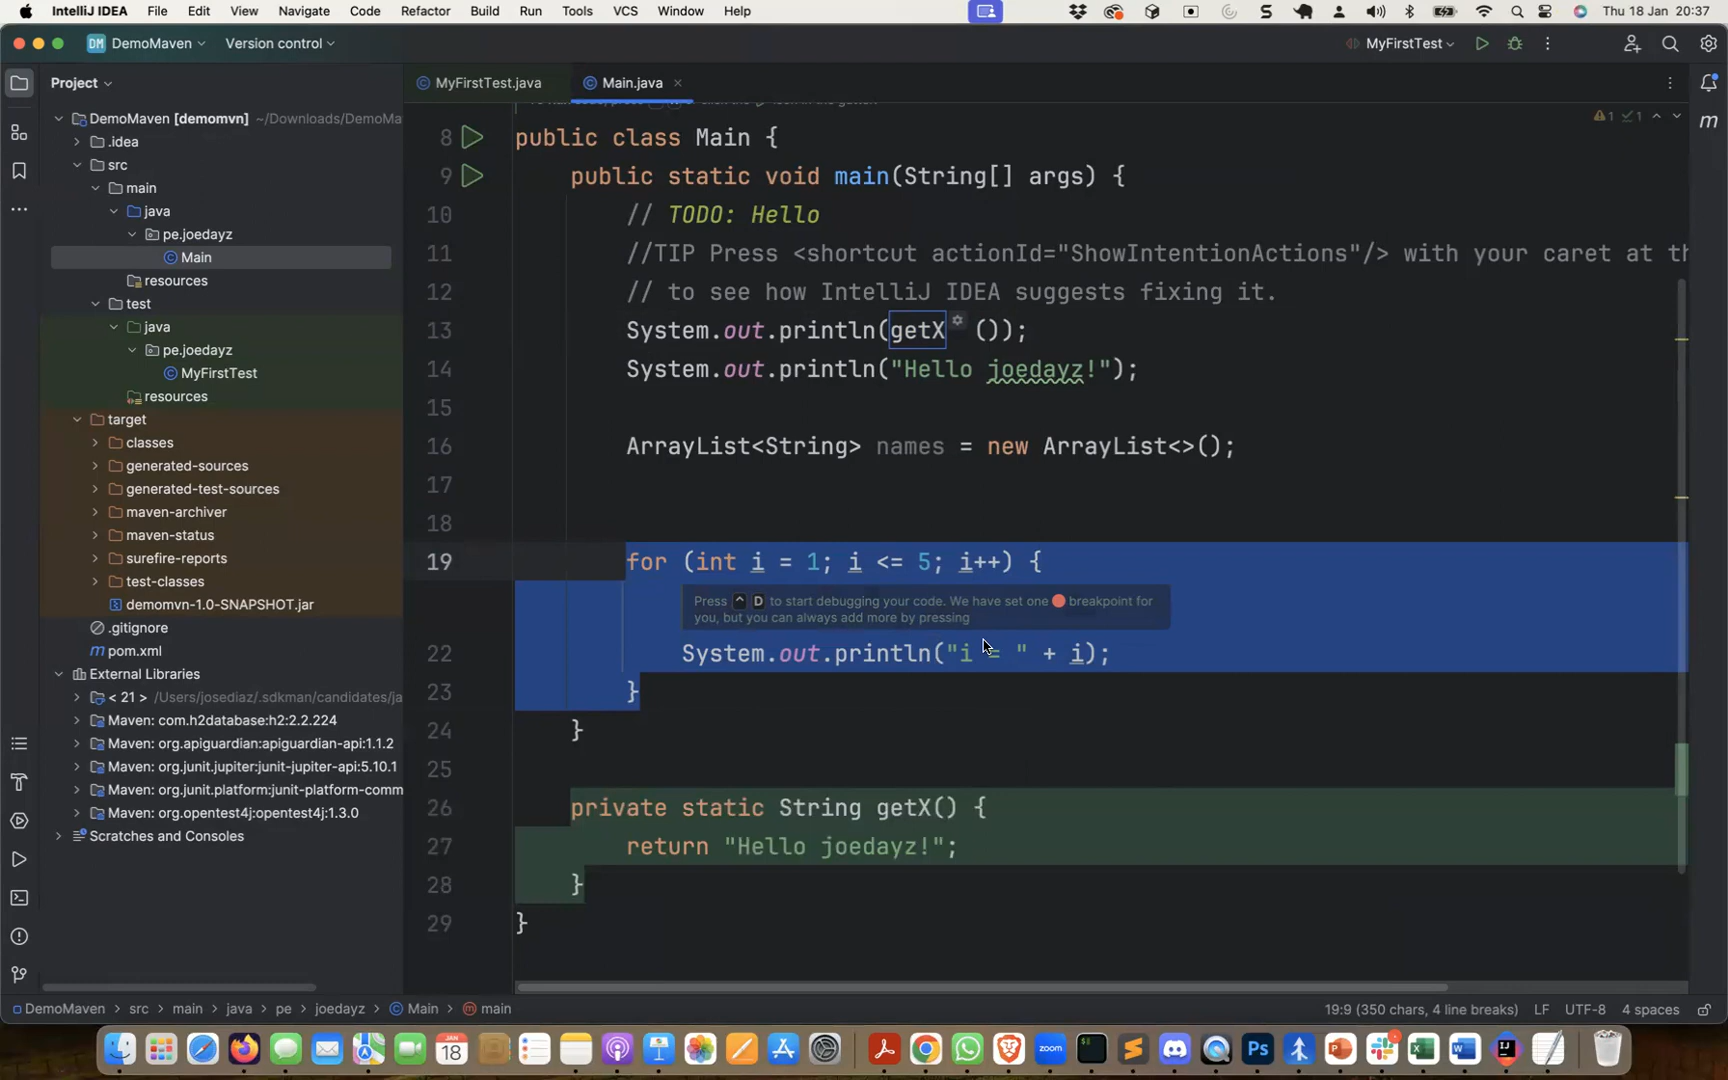 IntelliJ IDEA File Edit View Navigate Code Refactor Build Run Tools VCS Window Help Thu 18 Jan 20:37
DM DemoMaven Version control MyFirstTest
Project
MyFirstTest.java Main.java
DemoMaven [demomvn] ~/Downloads/DemoMa
.idea
src
main
java
pe.joedayz
Main
resources
test
java
pe.joedayz
MyFirstTest
resources
target
classes
generated-sources
generated-test-sources
maven-archiver
maven-status
surefire-reports
test-classes
demomvn-1.0-SNAPSHOT.jar
.gitignore
pom.xml
External Libraries
< 21 > /Users/josediaz/.sdkman/candidates/ja
Maven: com.h2database:h2:2.2.224
Maven: org.apiguardian:apiguardian-api:1.1.2
Maven: org.junit.jupiter:junit-jupiter-api:5.10.1
Maven: org.junit.platform:junit-platform-comm
Maven: org.opentest4j:opentest4j:1.3.0
Scratches and Consoles
1 1
8 public class Main {
9 public static void main(String[] args) {
10 // TODO: Hello
11 //TIP Press <shortcut actionId="ShowIntentionActions"/> with your caret at th
12 // to see how IntelliJ IDEA suggests fixing it.
13 System.out.println(getX ());
14 System.out.println("Hello joedayz!");
15
16 ArrayList<String> names = new ArrayList<>();
17
18
19 for (int i = 1; i <= 5; i++) {
Press ^ D to start debugging your code. We have set one breakpoint for
you, but you can always add more by pressing
22 System.out.println("i = " + i);
23 }
24 }
25
26 private static String getX() {
27 return "Hello joedayz!";
28 }
29 }
DemoMaven > src > main > java > pe > joedayz > Main > main 19:9 (350 chars, 4 line breaks) LF UTF-8 4 spaces
JAN
18
zoom
Ps